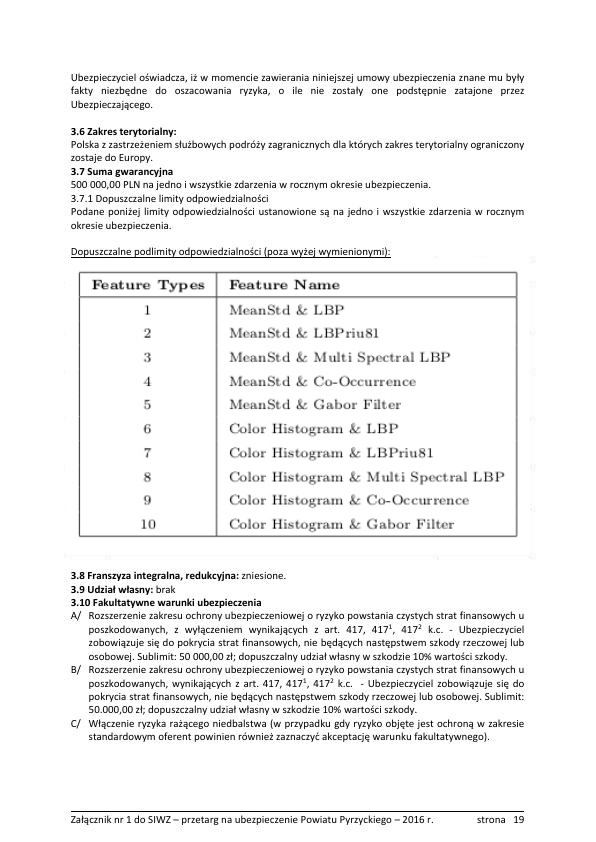 Ubezpieczyciel oświadcza, iż w momencie zawierania niniejszej umowy ubezpieczenia znane mu były
fakty niezbędne do oszacowania ryzyka, o ile nie zostały one podstępnie zatajone przez
Ubezpieczającego.
3.6 Zakres terytorialny:
Polska z zastrzeżeniem służbowych podróży zagranicznych dla których zakres terytorialny ograniczony
zostaje do Europy.
3.7 Suma gwarancyjna
500 000,00 PLN na jedno i wszystkie zdarzenia w rocznym okresie ubezpieczenia.
3.7.1 Dopuszczalne limity odpowiedzialności
Podane poniżej limity odpowiedzialności ustanowione są na jedno i wszystkie zdarzenia w rocznym
okresie ubezpieczenia.
Dopuszczalne podlimity odpowiedzialności (poza wyżej wymienionymi):
Feature Types Feature Name
1 MeanStd & LBP
2 MeanStd & LBPriu81
3 MeanStd & Multi Spectral LBP
4 MeanStd & Co-Occurrence
5 MeanStd & Gabor Filter
6 Color Histogram & LBP
7 Color Histogram & LBPriu81
8 Color Histogram & Multi Spectral LBP
9 Color Histogram & Co-Occurrence
10 Color Histogram & Gabor Filter
3.8 Franszyza integralna, redukcyjna: zniesione.
3.9 Udział własny: brak
3.10 Fakultatywne warunki ubezpieczenia
A/ Rozszerzenie zakresu ochrony ubezpieczeniowej o ryzyko powstania czystych strat finansowych u
poszkodowanych, z wyłączeniem wynikających z art. 417, 417¹, 417² k.c. - Ubezpieczyciel
zobowiązuje się do pokrycia strat finansowych, nie będących następstwem szkody rzeczowej lub
osobowej. Sublimit: 50 000,00 zł; dopuszczalny udział własny w szkodzie 10% wartości szkody.
B/ Rozszerzenie zakresu ochrony ubezpieczeniowej o ryzyko powstania czystych strat finansowych u
poszkodowanych, wynikających z art. 417, 417¹, 417² k.c. - Ubezpieczyciel zobowiązuje się do
pokrycia strat finansowych, nie będących następstwem szkody rzeczowej lub osobowej. Sublimit:
50.000,00 zł; dopuszczalny udział własny w szkodzie 10% wartości szkody.
C/ Włączenie ryzyka rażącego niedbalstwa (w przypadku gdy ryzyko objęte jest ochroną w zakresie
standardowym oferent powinien również zaznaczyć akceptację warunku fakultatywnego).
Załącznik nr 1 do SIWZ – przetarg na ubezpieczenie Powiatu Pyrzyckiego – 2016 r. strona 19